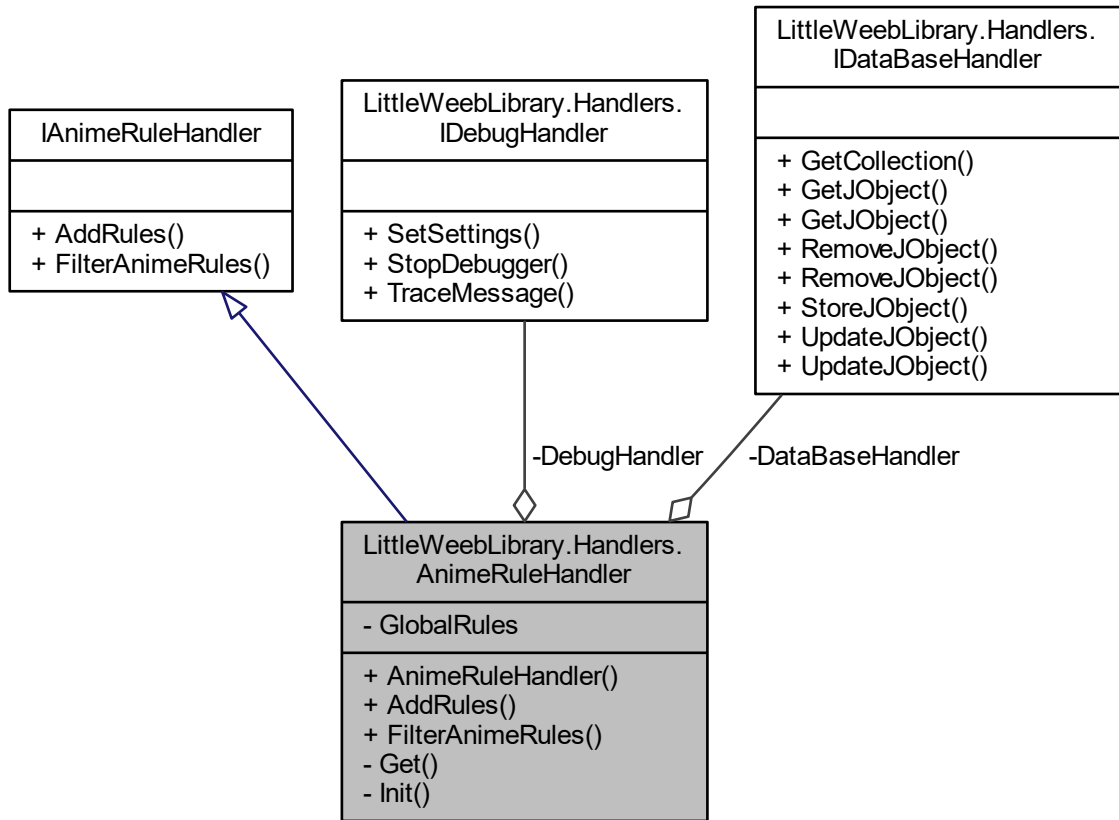 LittleWeebLibrary.Handlers.
IDataBaseHandler
+ GetCollection()
+ GetJObject()
+ GetJObject()
+ RemoveJObject()
+ RemoveJObject()
+ StoreJObject()
+ UpdateJObject()
+ UpdateJObject()
LittleWeebLibrary.Handlers.
IDebugHandler
+ SetSettings()
+ StopDebugger()
+ TraceMessage()
IAnimeRuleHandler
+ AddRules()
+ FilterAnimeRules()
-DebugHandler
-DataBaseHandler
LittleWeebLibrary.Handlers.
AnimeRuleHandler
- GlobalRules
+ AnimeRuleHandler()
+ AddRules()
+ FilterAnimeRules()
- Get()
- Init()